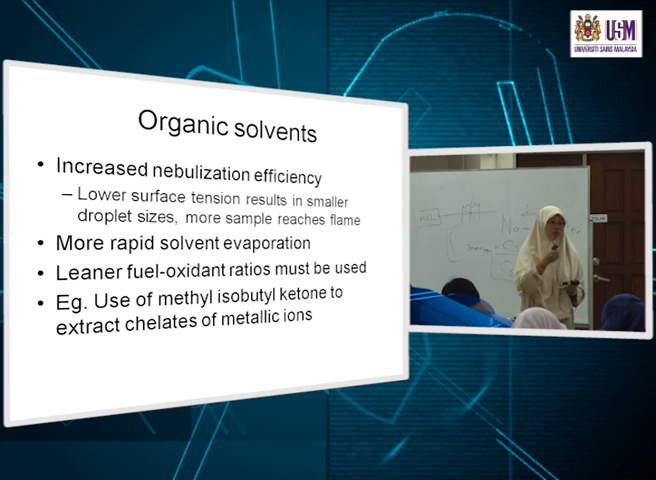 USM
UNIVERSITI SAINS MALAYSIA
Organic solvents
• Increased nebulization efficiency
– Lower surface tension results in smaller
droplet sizes, more sample reaches flame
• More rapid solvent evaporation
• Leaner fuel-oxidant ratios must be used
• Eg. Use of methyl isobutyl ketone to
extract chelates of metallic ions